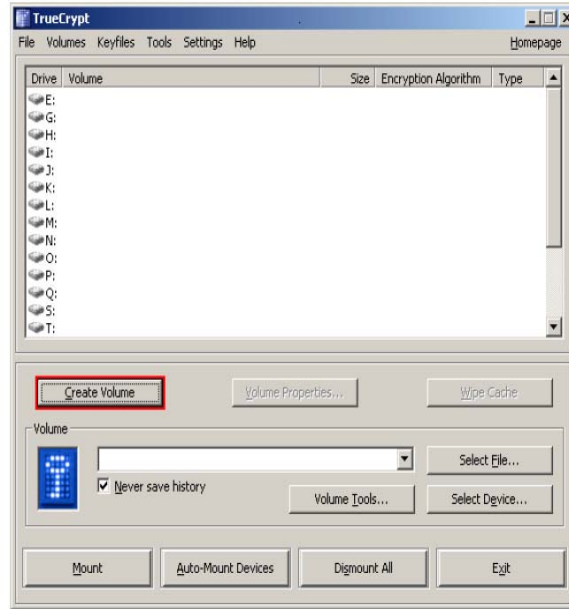 TrueCrypt
File Volumes Keyfiles Tools Settings Help Homepage
Drive Volume Size Encryption Algorithm Type
E:
G:
H:
I:
J:
K:
L:
M:
N:
O:
P:
Q:
S:
T:
Create Volume Volume Properties... Wipe Cache
Volume
Select File...
Never save history
Volume Tools... Select Device...
Mount Auto-Mount Devices Dismount All Exit